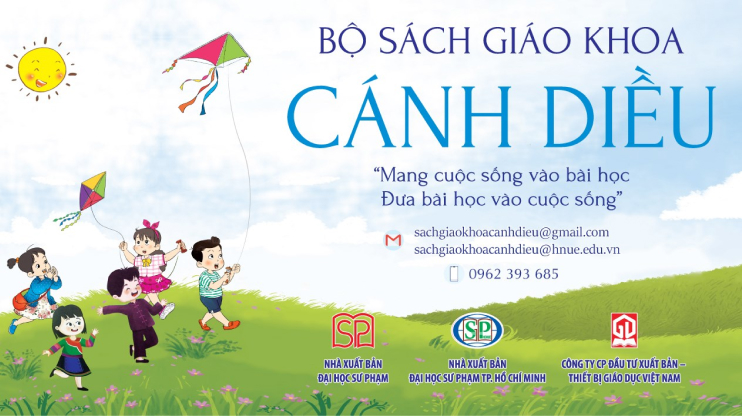 BỘ SÁCH GIÁO KHOA
CÁNH DIỀU
“Mang cuộc sống vào bài học
Đưa bài học vào cuộc sống”
sachgiaokhoacanhdieu@gmail.com
sachgiaokhoacanhdieu@hnue.edu.vn
0962 393 685
SP
NHÀ XUẤT BẢN
ĐẠI HỌC SƯ PHẠM
SP
NHÀ XUẤT BẢN
ĐẠI HỌC SƯ PHẠM TP. HỒ CHÍ MINH
CÔNG TY CP ĐẦU TƯ XUẤT BẢN –
THIẾT BỊ GIÁO DỤC VIỆT NAM